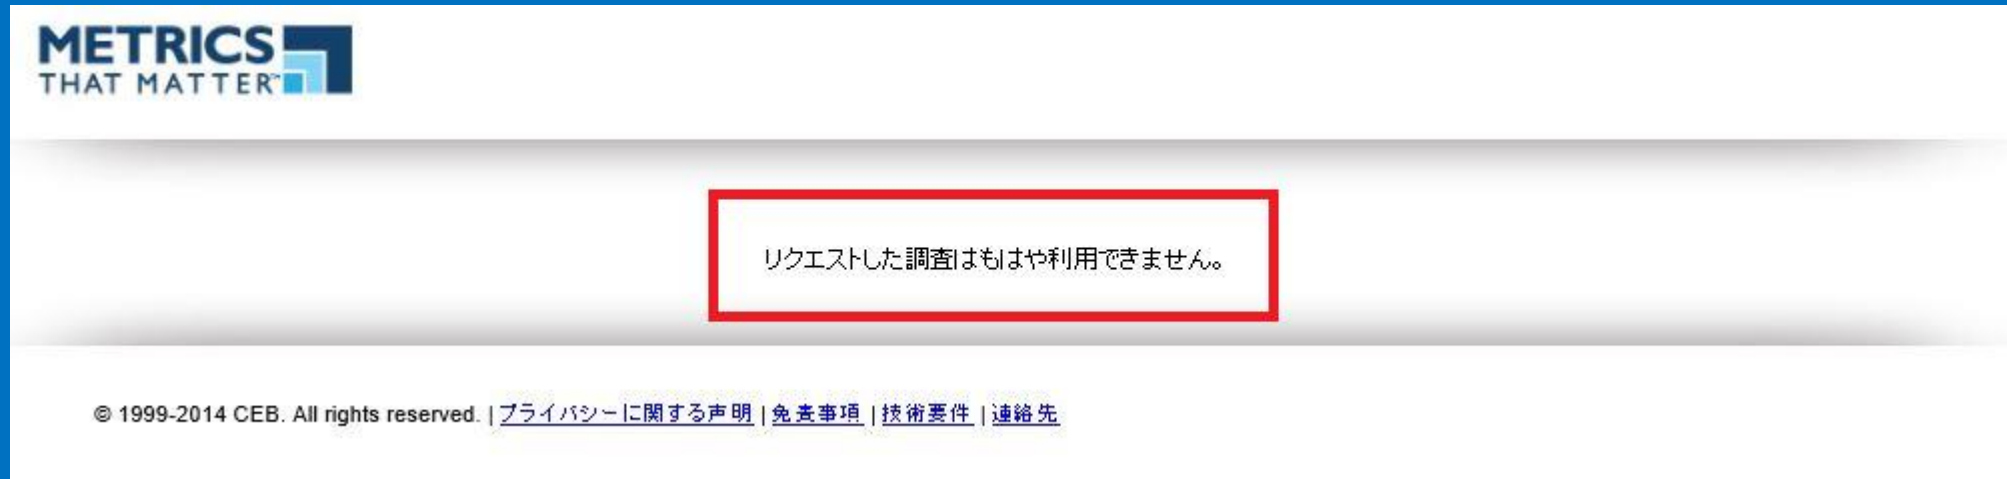 METRICS
THAT MATTER™
リクエストした調査はもはや利用できません。
© 1999-2014 CEB. All rights reserved. | プライバシーに関する声明 | 免責事項 | 技術要件 | 連絡先